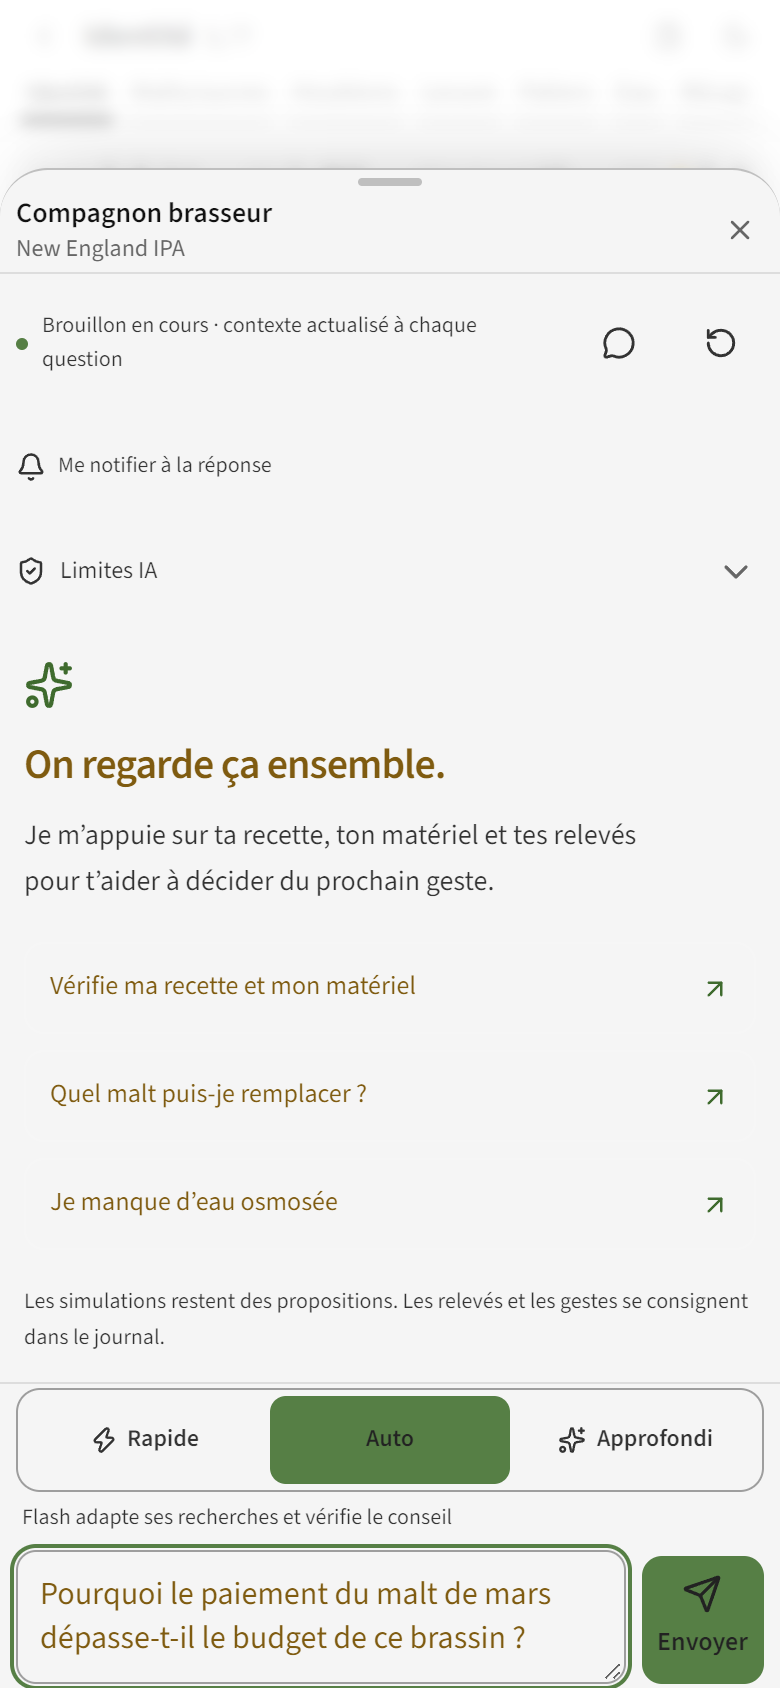 Compagnon brasseur
New England IPA
Brouillon en cours · contexte actualisé à chaque
question
Me notifier à la réponse
Limites IA
On regarde ça ensemble.
Je m’appuie sur ta recette, ton matériel et tes relevés
pour t’aider à décider du prochain geste.
Vérifie ma recette et mon matériel
Quel malt puis-je remplacer ?
Je manque d’eau osmosée
Les simulations restent des propositions. Les relevés et les gestes se consignent
dans le journal.
Rapide
Auto
Approfondi
Flash adapte ses recherches et vérifie le conseil
Pourquoi le paiement du malt de mars
dépasse-t-il le budget de ce brassin ?
Envoyer